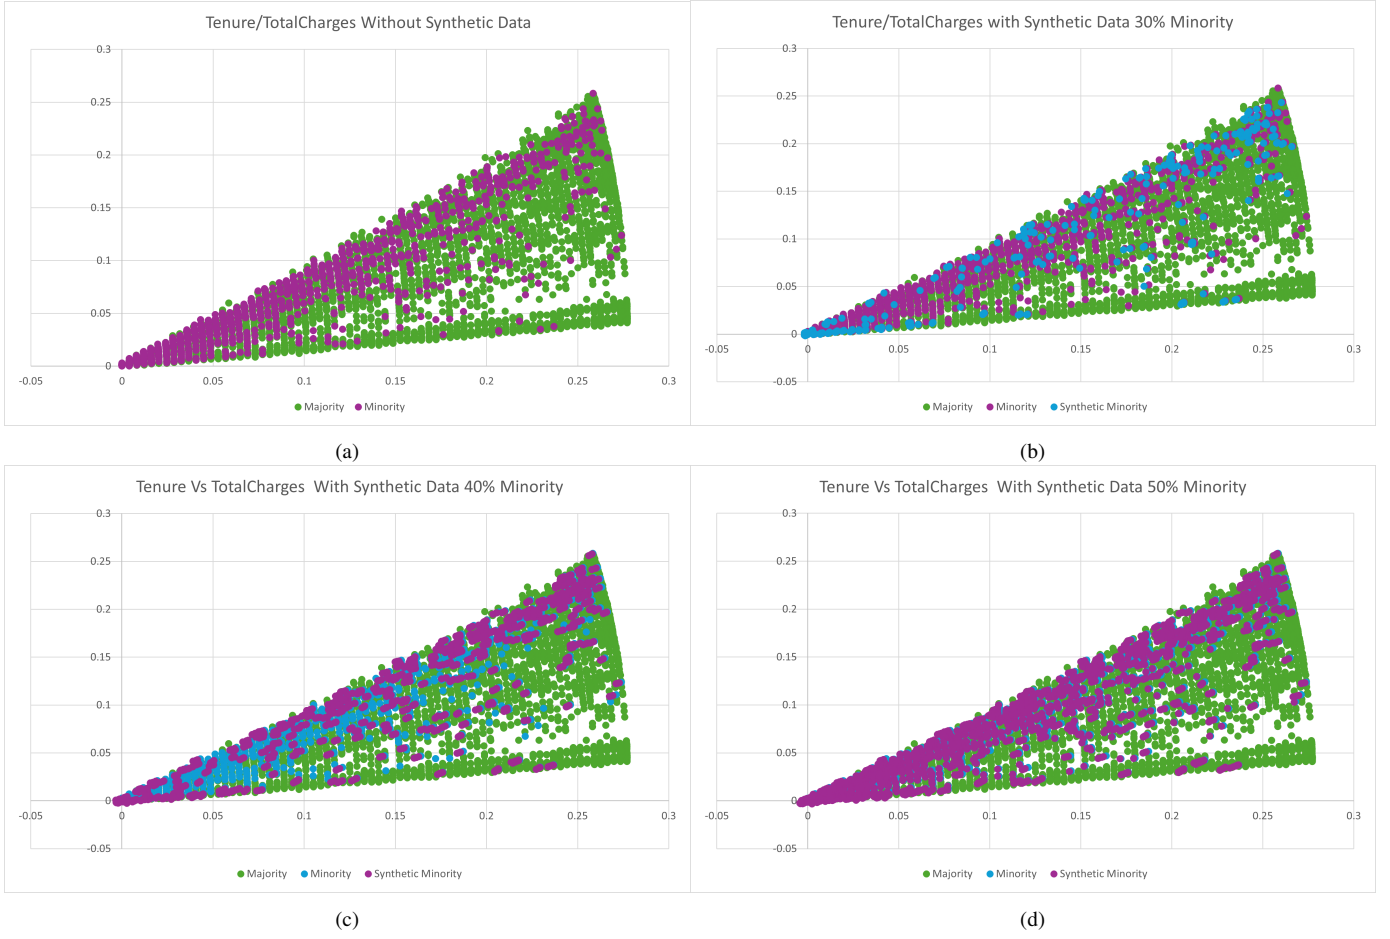 Tenure/TotalCharges Without Synthetic Data
0.3
0.25
0.2
0.15
0.1
0.05
0
-0.05 0 0.05 0.1 0.15 0.2 0.25 0.3
Majority Minority
(a)
Tenure/TotalCharges with Synthetic Data 30% Minority
0.3
0.25
0.2
0.15
0.1
0.05
0
-0.05 0 0.05 0.1 0.15 0.2 0.25 0.3
-0.05
Majority Minority Synthetic Minority
(b)
Tenure Vs TotalCharges With Synthetic Data 40% Minority
0.3
0.25
0.2
0.15
0.1
0.05
0
-0.05 0 0.05 0.1 0.15 0.2 0.25 0.3
-0.05
Majority Minority Synthetic Minority
(c)
Tenure Vs TotalCharges With Synthetic Data 50% Minority
0.3
0.25
0.2
0.15
0.1
0.05
0
-0.05 0 0.05 0.1 0.15 0.2 0.25 0.3
-0.05
Majority Minority Synthetic Minority
(d)